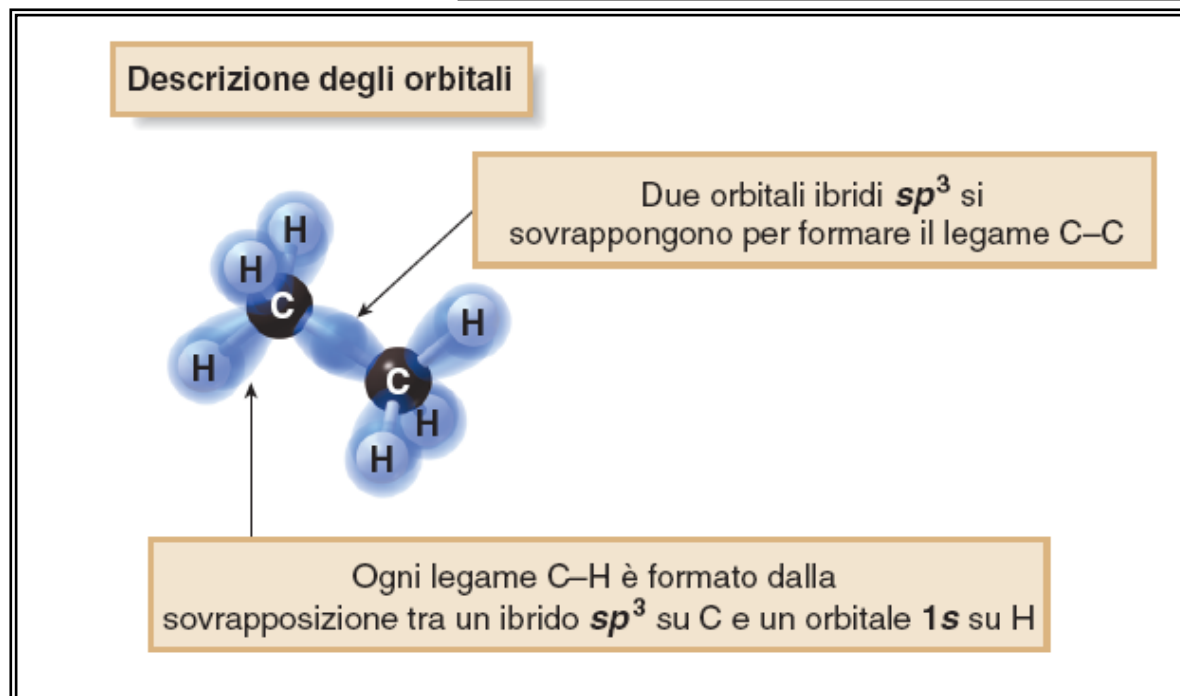 Descrizione degli orbitali
Due orbitali ibridi sp³ si
sovrappongono per formare il legame C–C
H
H
C
H
H
C
H
H
Ogni legame C–H è formato dalla
sovrapposizione tra un ibrido sp³ su C e un orbitale 1s su H